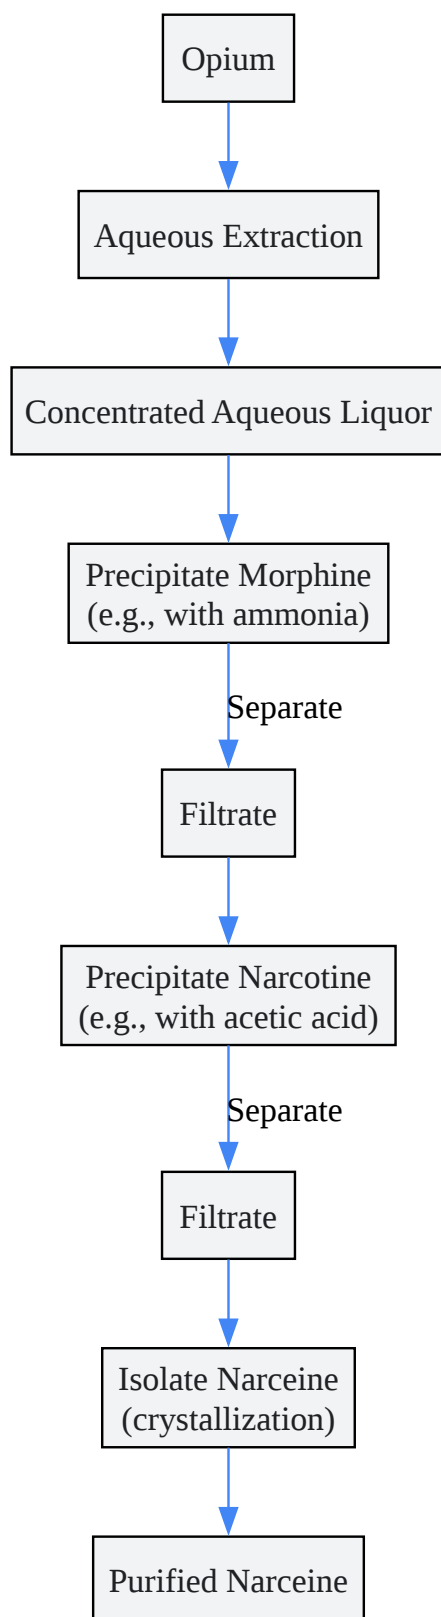 Opium
Aqueous Extraction
Concentrated Aqueous Liquor
Precipitate Morphine
(e.g., with ammonia)
Separate
Filtrate
Precipitate Narcotine
(e.g., with acetic acid)
Separate
Filtrate
Isolate Narceine
(crystallization)
Purified Narceine